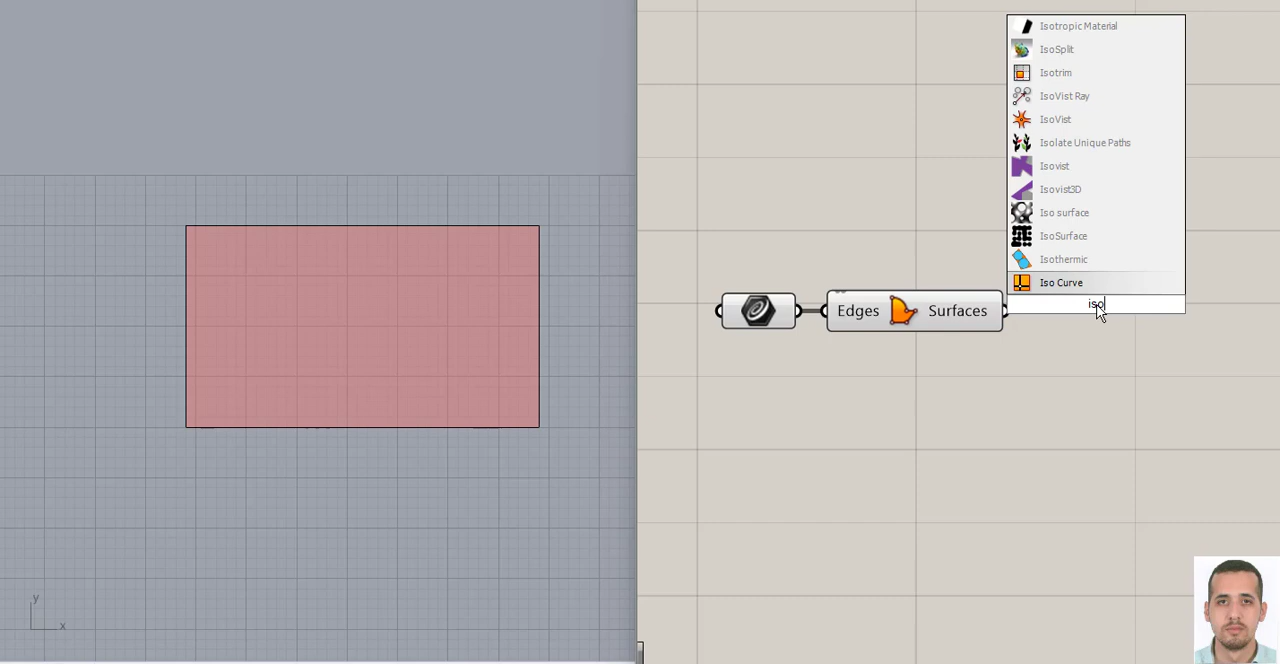 Isotropic Material
IsoSplit
Isotrim
IsoVist Ray
IsoVist
Isolate Unique Paths
Isovist
Isovist3D
Iso surface
IsoSurface
Isothermic
Iso Curve
iso
Edges Surfaces
y
x